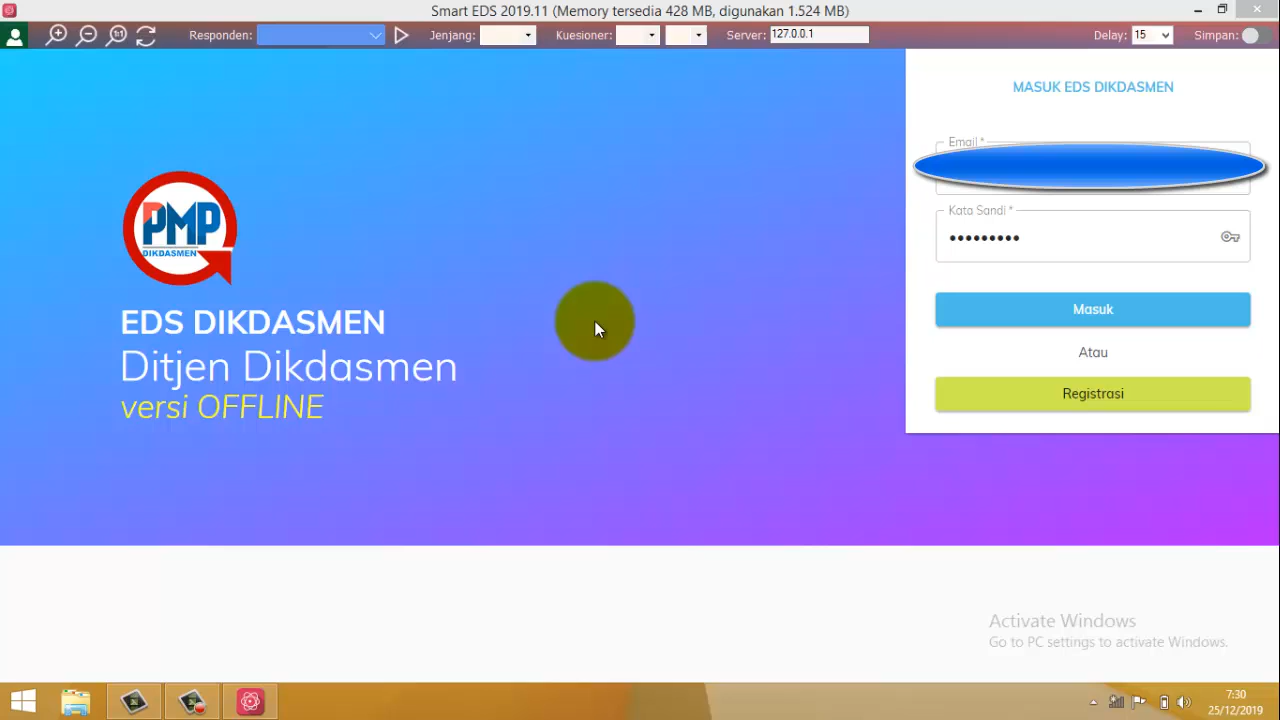 Smart EDS 2019.11 (Memory tersedia 428 MB, digunakan 1.524 MB)
1:1
Responden:
Jenjang:
Kuesioner:
Server: 127.0.0.1
Delay: 15
Simpan:
MASUK EDS DIKDASMEN
Email *
Kata Sandi *
Masuk
Atau
Registrasi
PMP
DIKDASMEN
EDS DIKDASMEN
Ditjen Dikdasmen
versi OFFLINE
Activate Windows
Go to PC settings to activate Windows.
7:30
25/12/2019